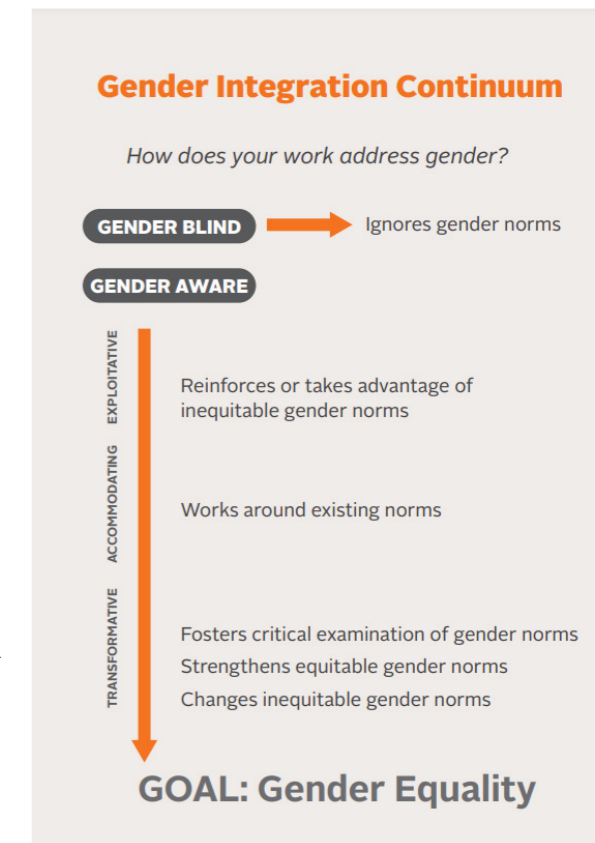 Gender Integration Continuum
How does your work address gender?
GENDER BLIND
Ignores gender norms
GENDER AWARE
EXPLOITATIVE
Reinforces or takes advantage of
inequitable gender norms
ACCOMMODATING
Works around existing norms
TRANSFORMATIVE
Fosters critical examination of gender norms
Strengthens equitable gender norms
Changes inequitable gender norms
GOAL: Gender Equality